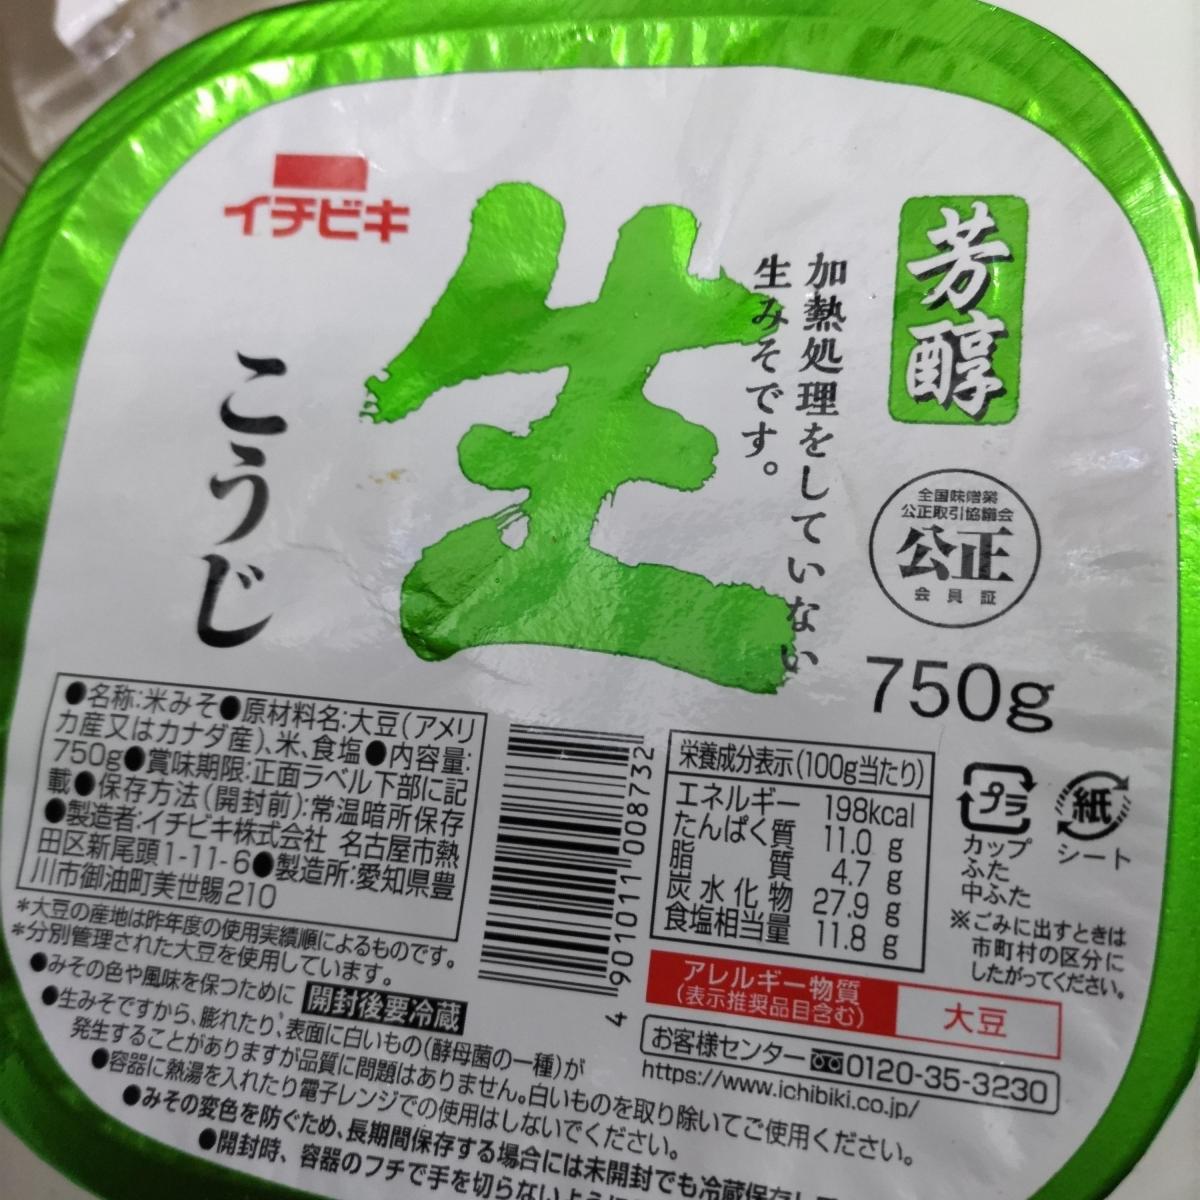 イチビキ
芳醇
生
加熱処理をしていない
生みそです。
こうじ
全国味噌業
公正取引協議会
公正
会員証
750g
●名称:米みそ●原材料名:大豆(アメリ
カ産又はカナダ産)、米、食塩●内容量:
750g●賞味期限:正面ラベル下部に記
載●保存方法(開封前):常温暗所保存
●製造者:イチビキ株式会社 名古屋市熱
田区新尾頭1-11-6●製造所:愛知県豊
川市御油町美世賜210
*大豆の産地は昨年度の使用実績順によるものです。
*分別管理された大豆を使用しています。
4 901011 008732
栄養成分表示(100g当たり)
エネルギー 198kcal
たんぱく質 11.0 g
脂質 4.7 g
炭水化物 27.9 g
食塩相当量 11.8 g
プラ
カップ
ふた
中ふた
紙
シート
※ごみに出すときは
市町村の区分に
したがってください。
アレルギー物質
(表示推奨品目含む)
大豆
お客様センター 0120-35-3230
https://www.ichibiki.co.jp/
●みその色や風味を保つために 開封後要冷蔵
●生みそですから、膨れたり、表面に白いもの(酵母菌の一種)が
発生することがありますが品質に問題はありません。白いものを取り除いてご使用ください。
●容器に熱湯を入れたり電子レンジでの使用はしないでください。
●みその変色を防ぐため、長期間保存する場合には未開封でも冷蔵保存し
●開封時、容器のフチで手を切らないように